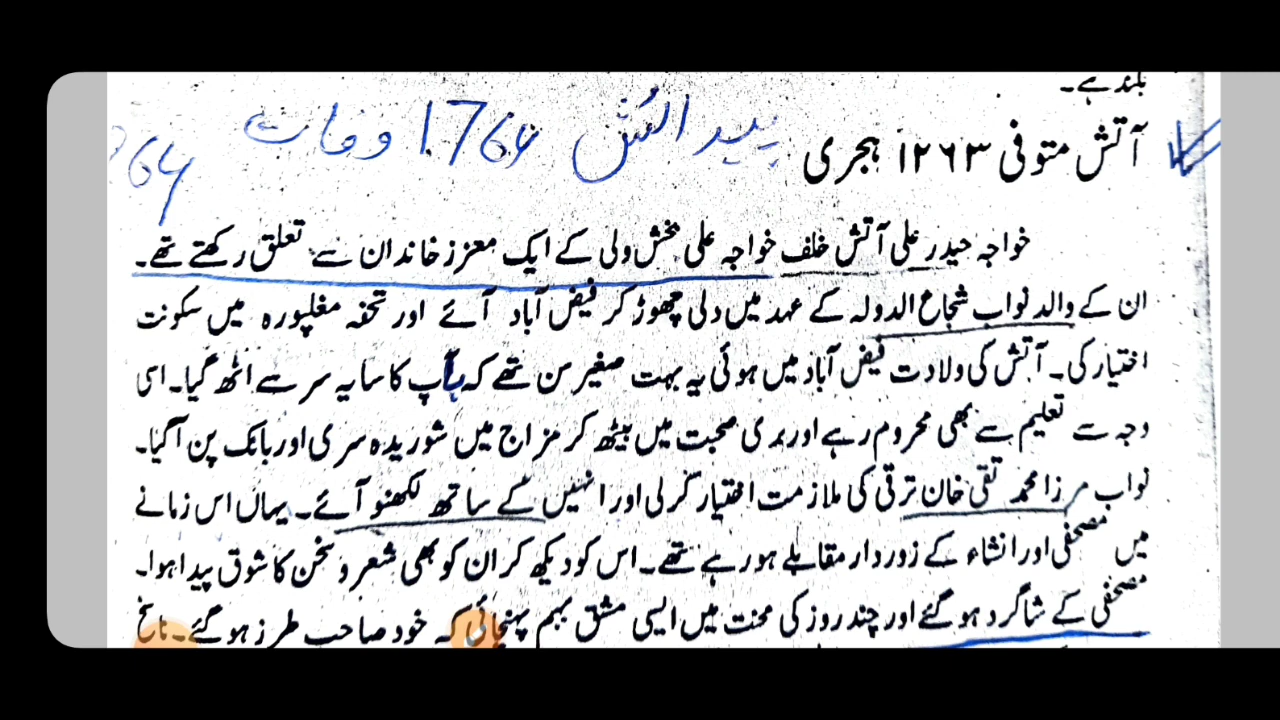 بلند ہے۔
آتش متوفی ۱۲۶۳ ہجری پیدائش 1764 وفات
خواجہ حیدر علی آتش خلف خواجہ علی بخش ولی کے ایک معزز خاندان سے تعلق رکھتے تھے۔
ان کے والد نواب شجاع الدولہ کے عہد میں دلی چھوڑ کر فیض آباد آئے اور تحفہ مغلپورہ میں سکونت
اختیار کی۔ آتش کی ولادت فیض آباد میں ہوئی یہ بہت صغیر سن تھے کہ باپ کا سایہ سر سے اٹھ گیا۔ اسی
وجہ سے تعلیم سے بھی محروم رہے اور بری صحبت میں بیٹھ کر مزاج میں شوریدہ سری اور بانک پن آگیا۔
نواب مرزا محمد تقی خان ترقی کی ملازمت اختیار کر لی اور انہیں کے ساتھ لکھنو آئے۔ یہاں اس زمانے
میں مصحفی اور انشاء کے زوردار مقابلے ہو رہے تھے۔ اس کو دیکھ کر ان کو بھی شعر و سخن کا شوق پیدا ہوا۔
مصحفی کے شاگرد ہو گئے اور چند روز کی محنت میں ایسی مشق بہم پہنچائی کہ خود صاحب طرز ہو گئے۔ ناسخ